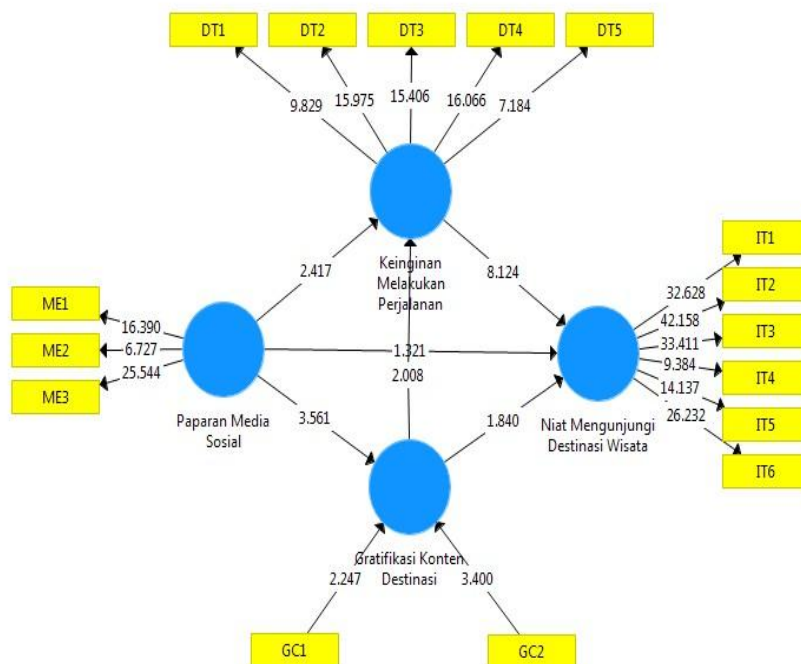 DT1 DT2 DT3 DT4 DT5
9.829 15.975 15.406 16.066 7.184
Keinginan
Melakukan
Perjalanan
2.417 8.124
IT1
IT2
IT3
IT4
IT5
IT6
32.628
42.158
33.411
9.384
14.137
26.232
ME1
ME2
ME3
16.390
6.727
25.544
1.321
2.008
Paparan Media
Sosial
Niat Mengunjungi
Destinasi Wisata
3.561 1.840
Gratifikasi Konten
Destinasi
2.247 3.400
GC1 GC2